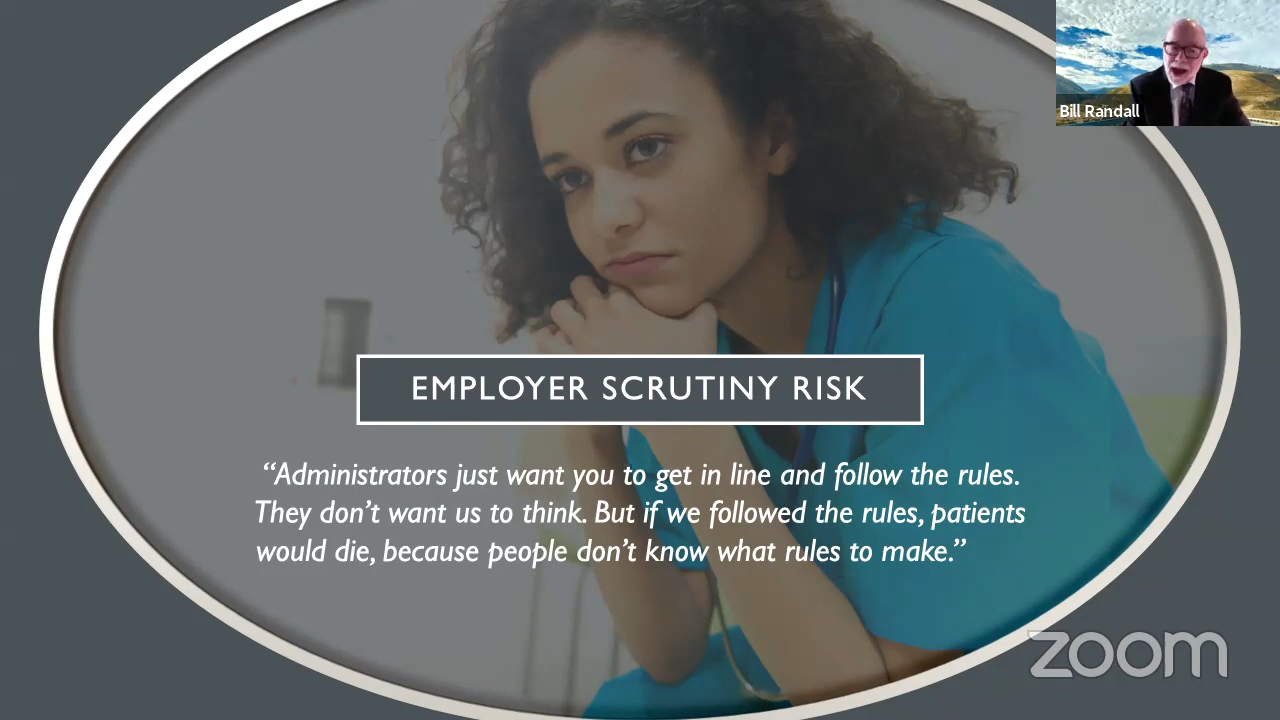 Bill Randall
EMPLOYER SCRUTINY RISK
“Administrators just want you to get in line and follow the rules.
They don’t want us to think. But if we followed the rules, patients
would die, because people don’t know what rules to make.”
zoom